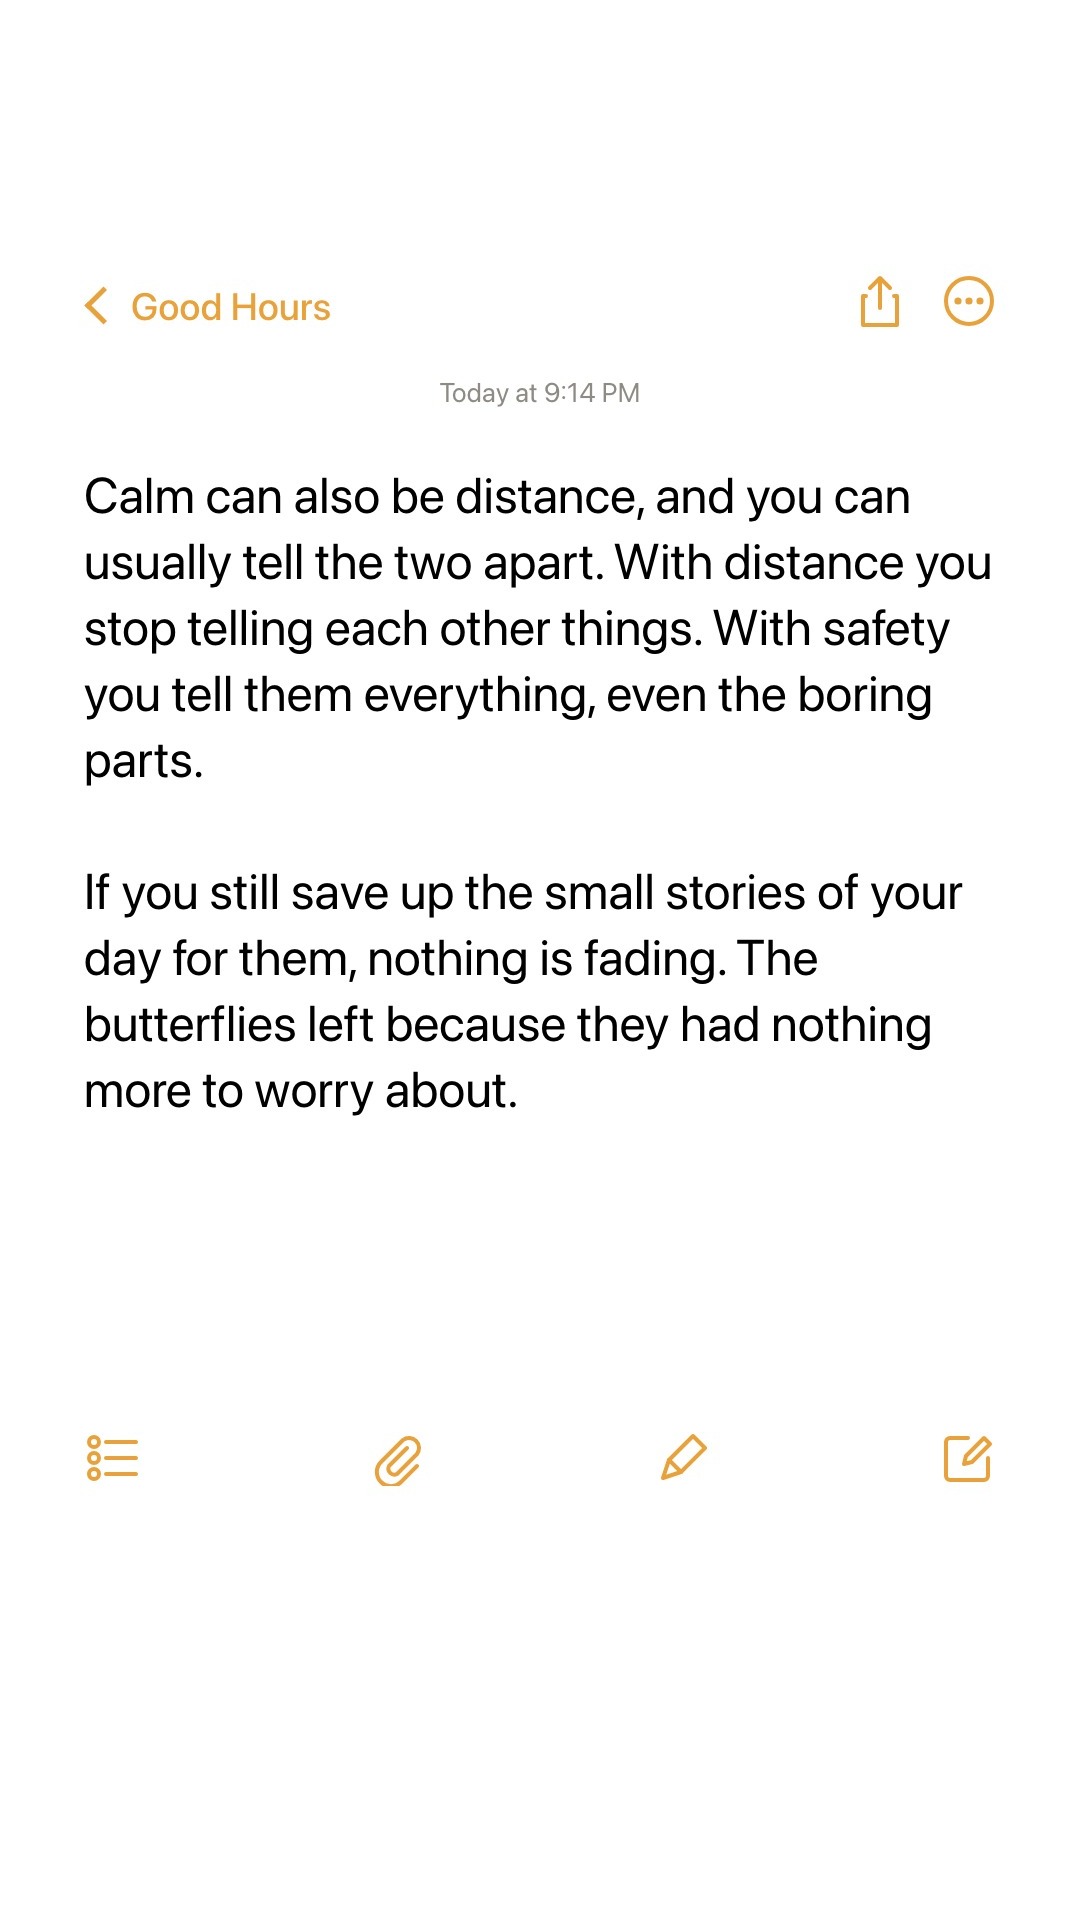 Good Hours
Today at 9:14 PM
Calm can also be distance, and you can
usually tell the two apart. With distance you
stop telling each other things. With safety
you tell them everything, even the boring
parts.
If you still save up the small stories of your
day for them, nothing is fading. The
butterflies left because they had nothing
more to worry about.